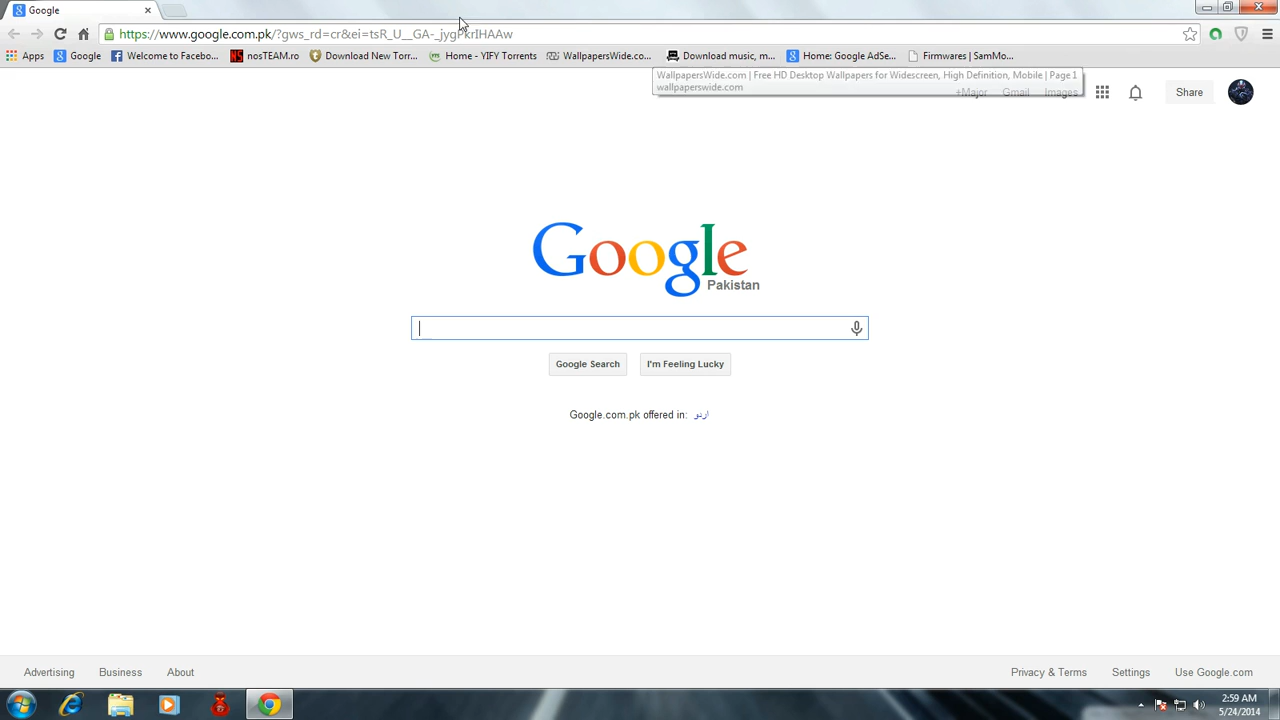 Google
https://www.google.com.pk/?gws_rd=cr&ei=tsR_U__GA-_jyg
rIHAAw
Apps Google Welcome to Facebo... nosTEAM.ro Download New Torr... Home - YIFY Torrents WallpapersWide.co... Download music, m... Home: Google AdSe... Firmwares | SamMo...
WallpapersWide.com | Free HD Desktop Wallpapers for Widescreen, High Definition, Mobile | Page 1
wallpaperswide.com
+Major Gmail Images Share
Google
Pakistan
Google Search I'm Feeling Lucky
Google.com.pk offered in: اردو
Advertising Business About Privacy & Terms Settings Use Google.com
2:59 AM
5/24/2014